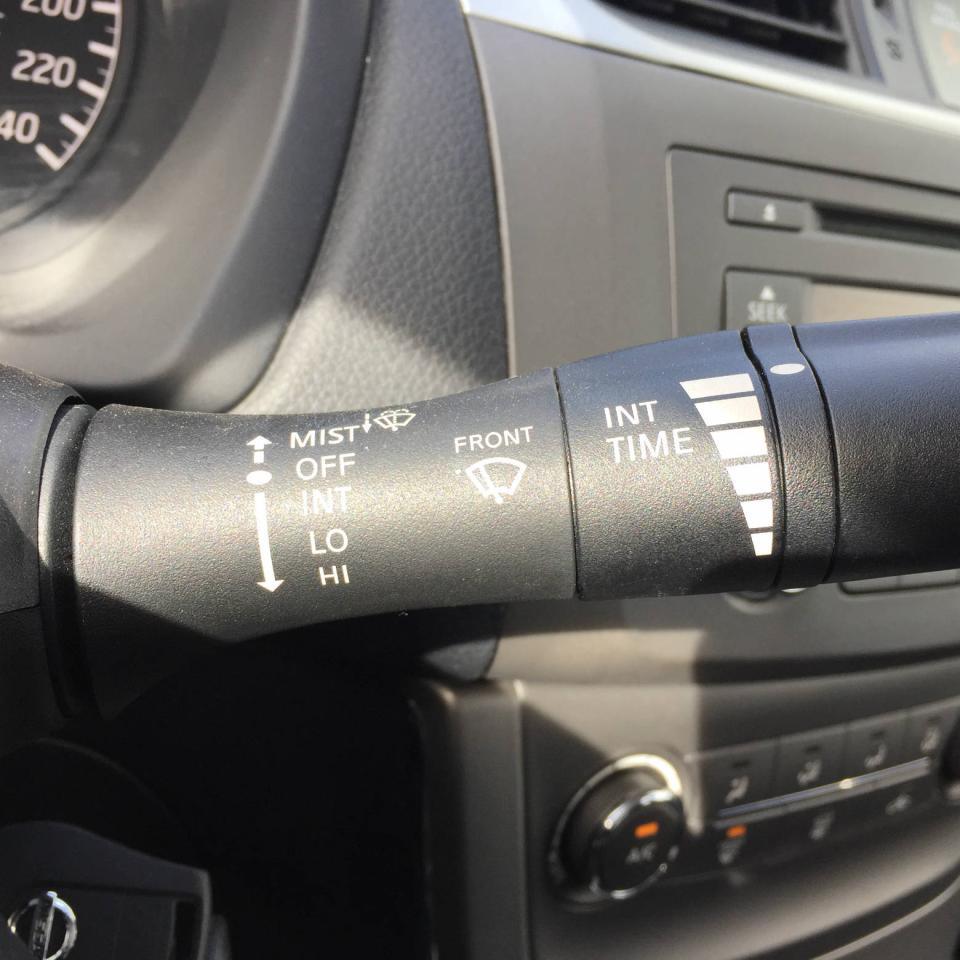 200
220
40
SEEK
MIST
OFF
INT
LO
HI
FRONT
INT
TIME
A/C